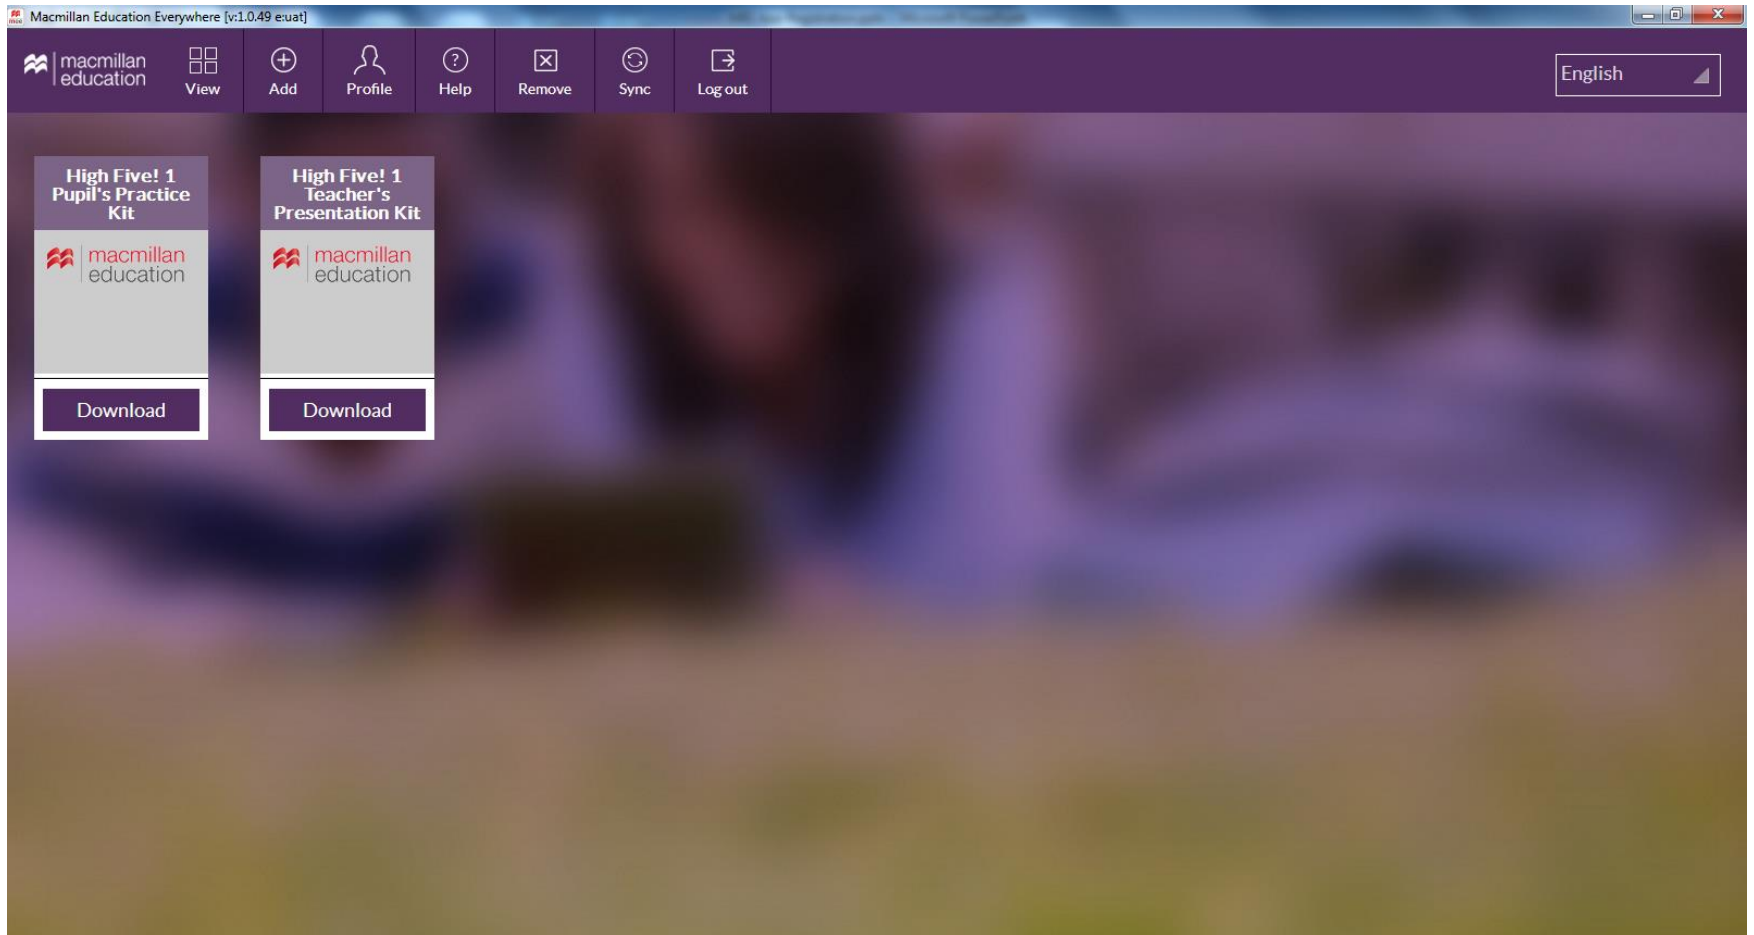 Macmillan Education Everywhere [v:1.0.49 e:uat]
macmillan
education
View
Add
Profile
Help
Remove
Sync
Log out
English
High Five! 1
Pupil's Practice
Kit
macmillan
education
Download
High Five! 1
Teacher's
Presentation Kit
macmillan
education
Download